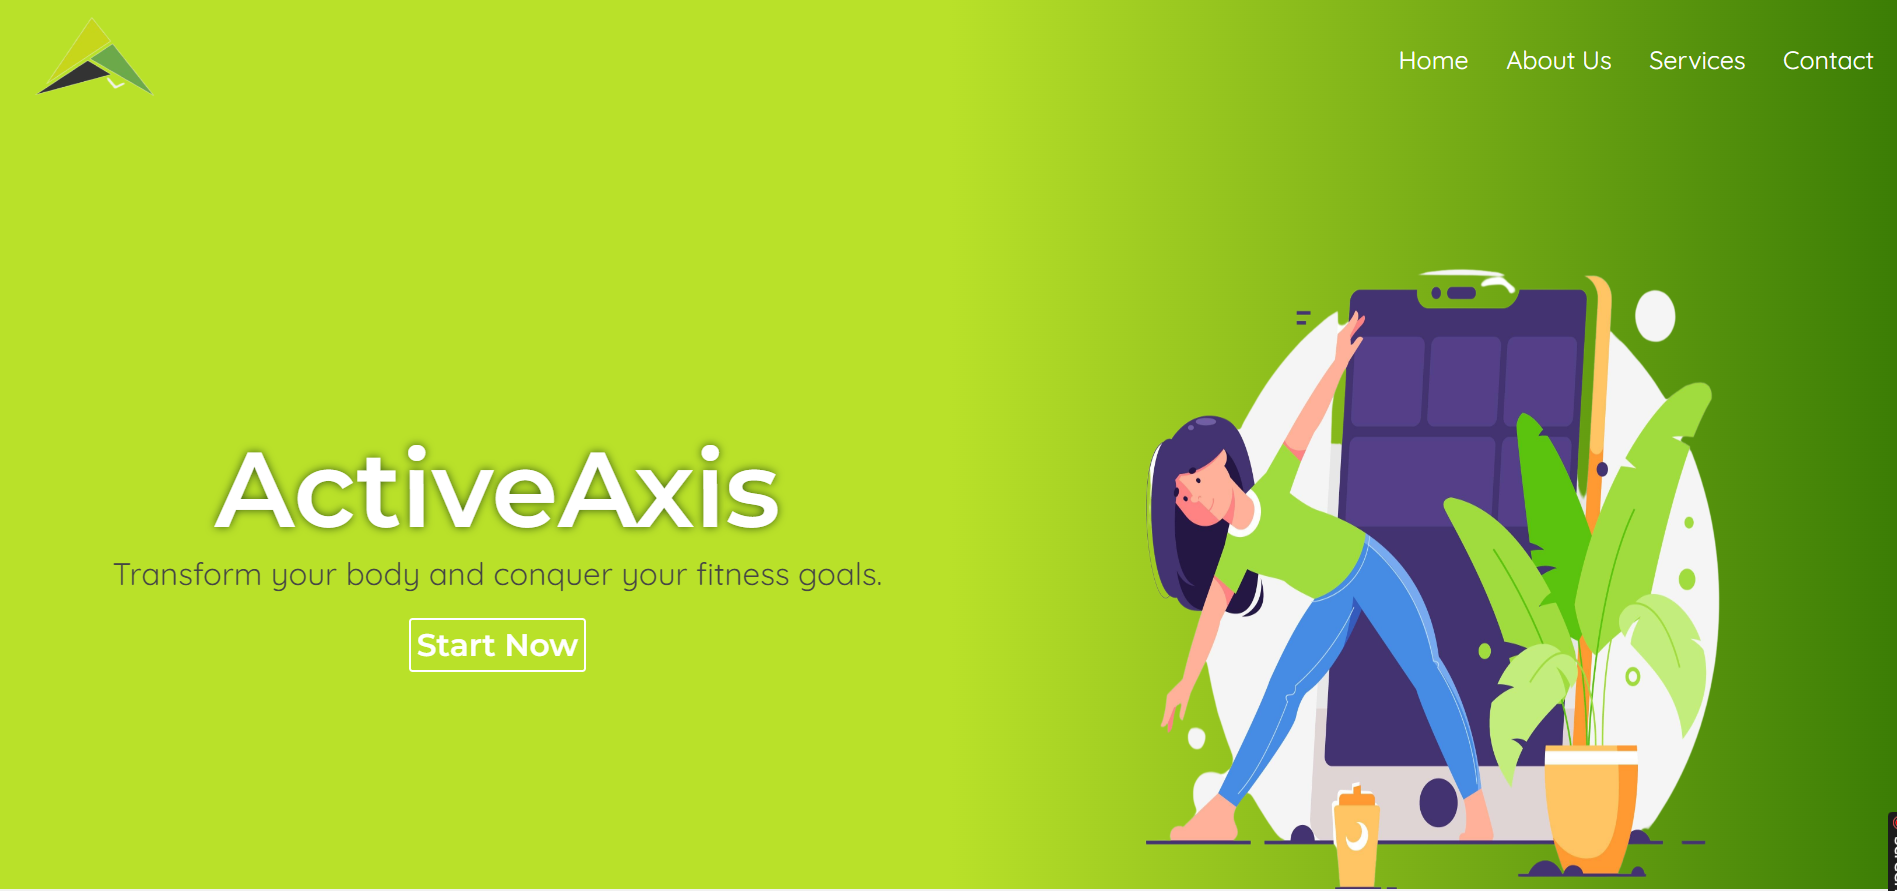 Home About Us Services Contact
ActiveAxis
Transform your body and conquer your fitness goals.
Start Now